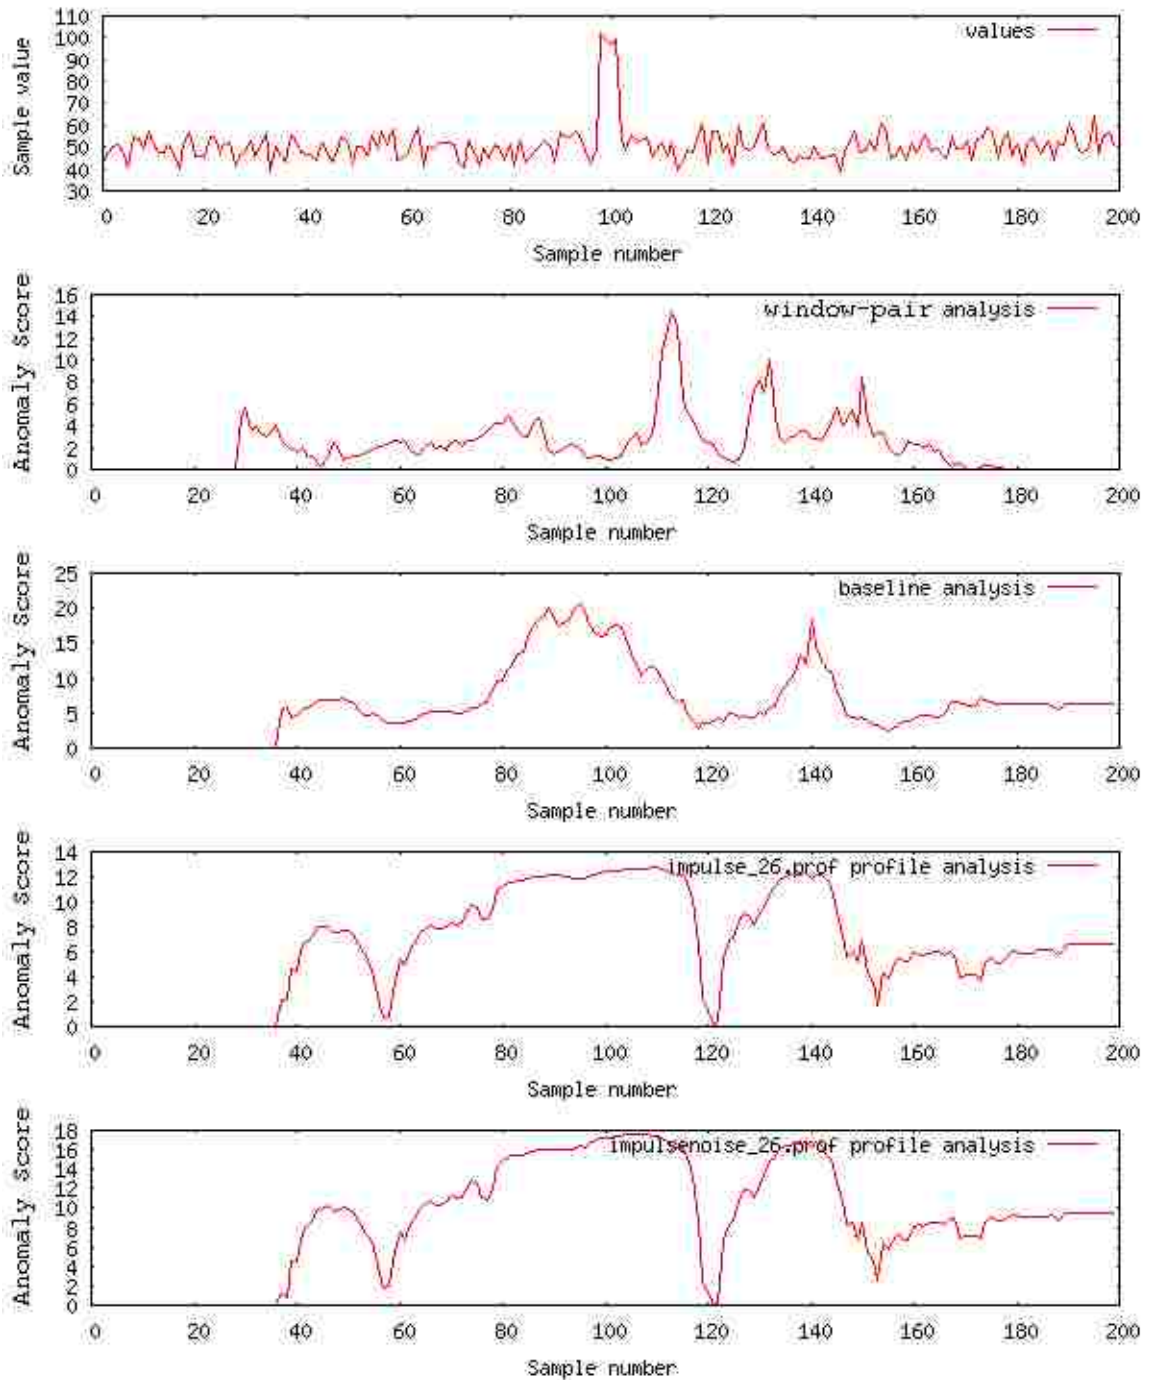 110
100
90
80
70
60
50
40
30
Sample value
values
0 20 40 60 80 100 120 140 160 180 200
Sample number
16
14
12
10
8
6
4
2
0
Anomaly Score
window-pair analysis
0 20 40 60 80 100 120 140 160 180 200
Sample number
25
20
15
10
5
0
Anomaly Score
baseline analysis
0 20 40 60 80 100 120 140 160 180 200
Sample number
14
12
10
8
6
4
2
0
Anomaly Score
impulse_26.prof profile analysis
0 20 40 60 80 100 120 140 160 180 200
Sample number
18
16
14
12
10
8
6
4
2
0
Anomaly Score
impulsenoise_26.prof profile analysis
0 20 40 60 80 100 120 140 160 180 200
Sample number